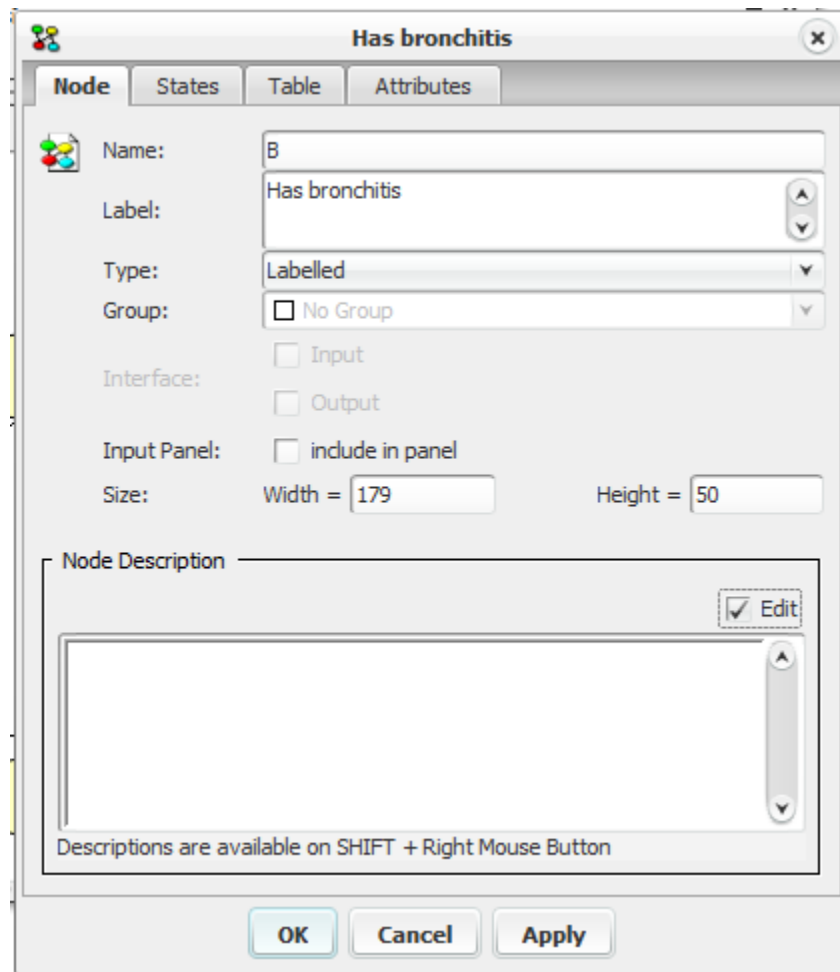 Has bronchitis
Node States Table Attributes
Name: B
Label: Has bronchitis
Type: Labelled
Group: No Group
Interface: Input
Output
Input Panel: include in panel
Size: Width = 179 Height = 50
Node Description
Edit
Descriptions are available on SHIFT + Right Mouse Button
OK Cancel Apply